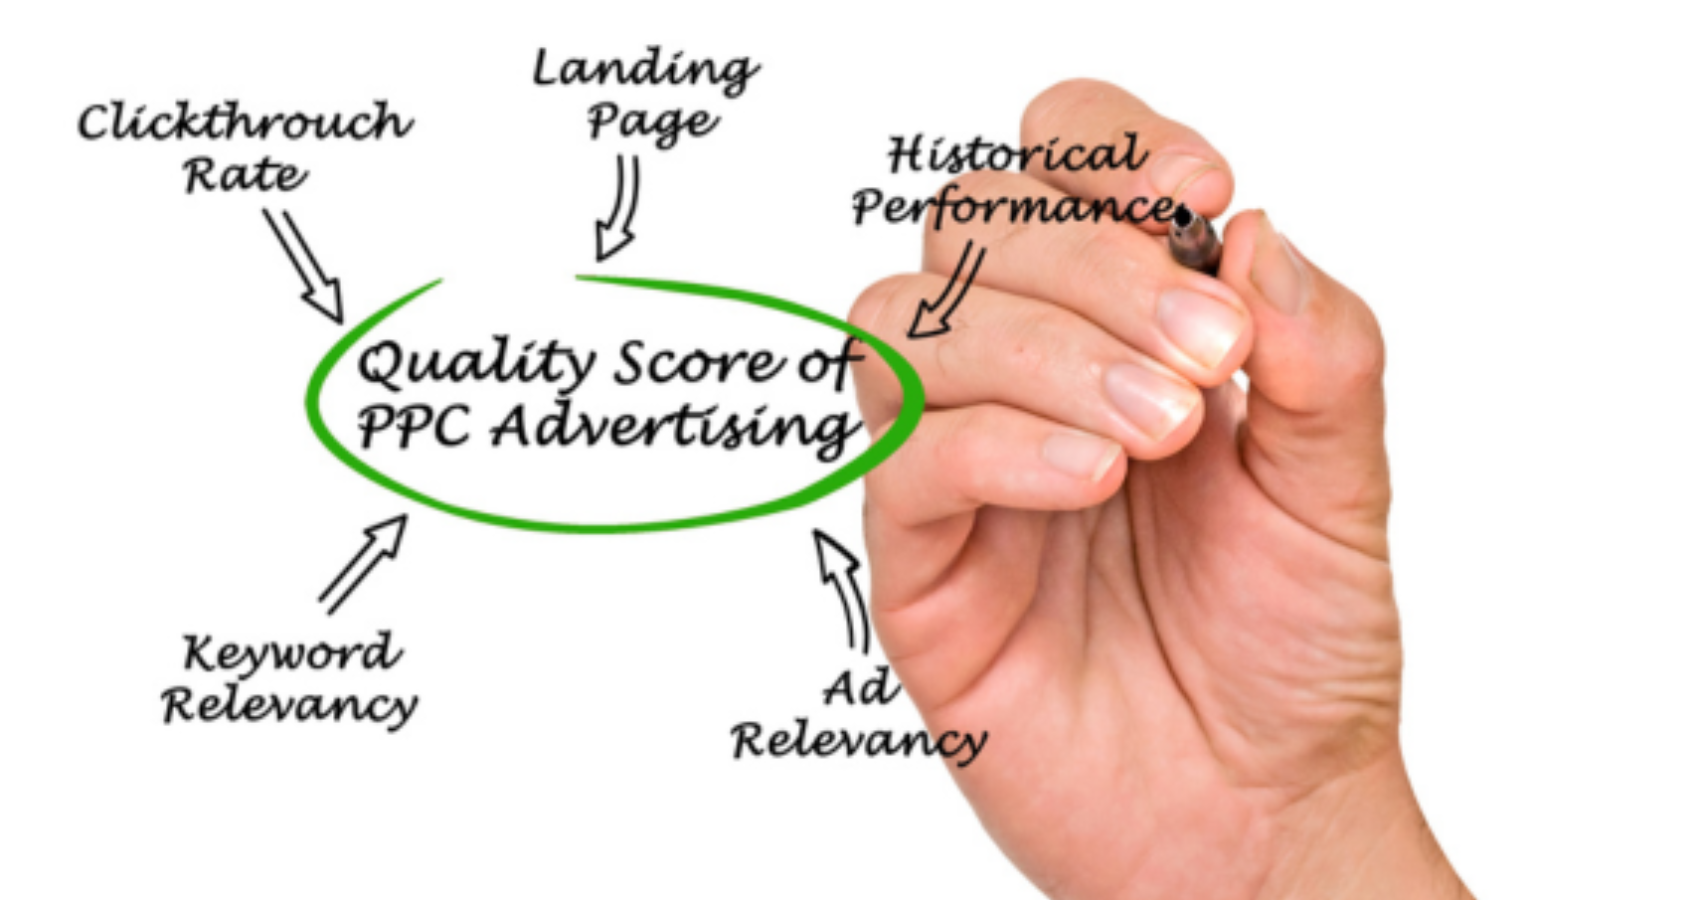 Landing
Page
Clickthrouch
Rate
Historical
Performance
Quality Score of
PPC Advertising
Keyword
Relevancy
Ad
Relevancy